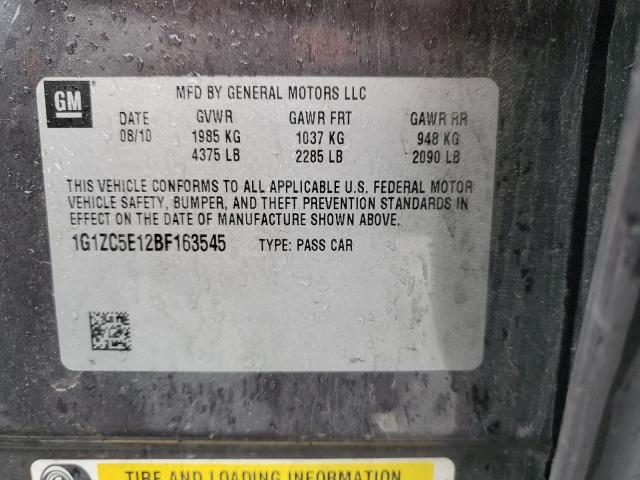 GM
MFD BY GENERAL MOTORS LLC
DATE GVWR GAWR FRT GAWR RR
08/10 1985 KG 1037 KG 948 KG
4375 LB 2285 LB 2090 LB
THIS VEHICLE CONFORMS TO ALL APPLICABLE U.S. FEDERAL MOTOR
VEHICLE SAFETY, BUMPER, AND THEFT PREVENTION STANDARDS IN
EFFECT ON THE DATE OF MANUFACTURE SHOWN ABOVE.
1G1ZC5E12BF163545 TYPE: PASS CAR
TIRE AND LOADING INFORMATION